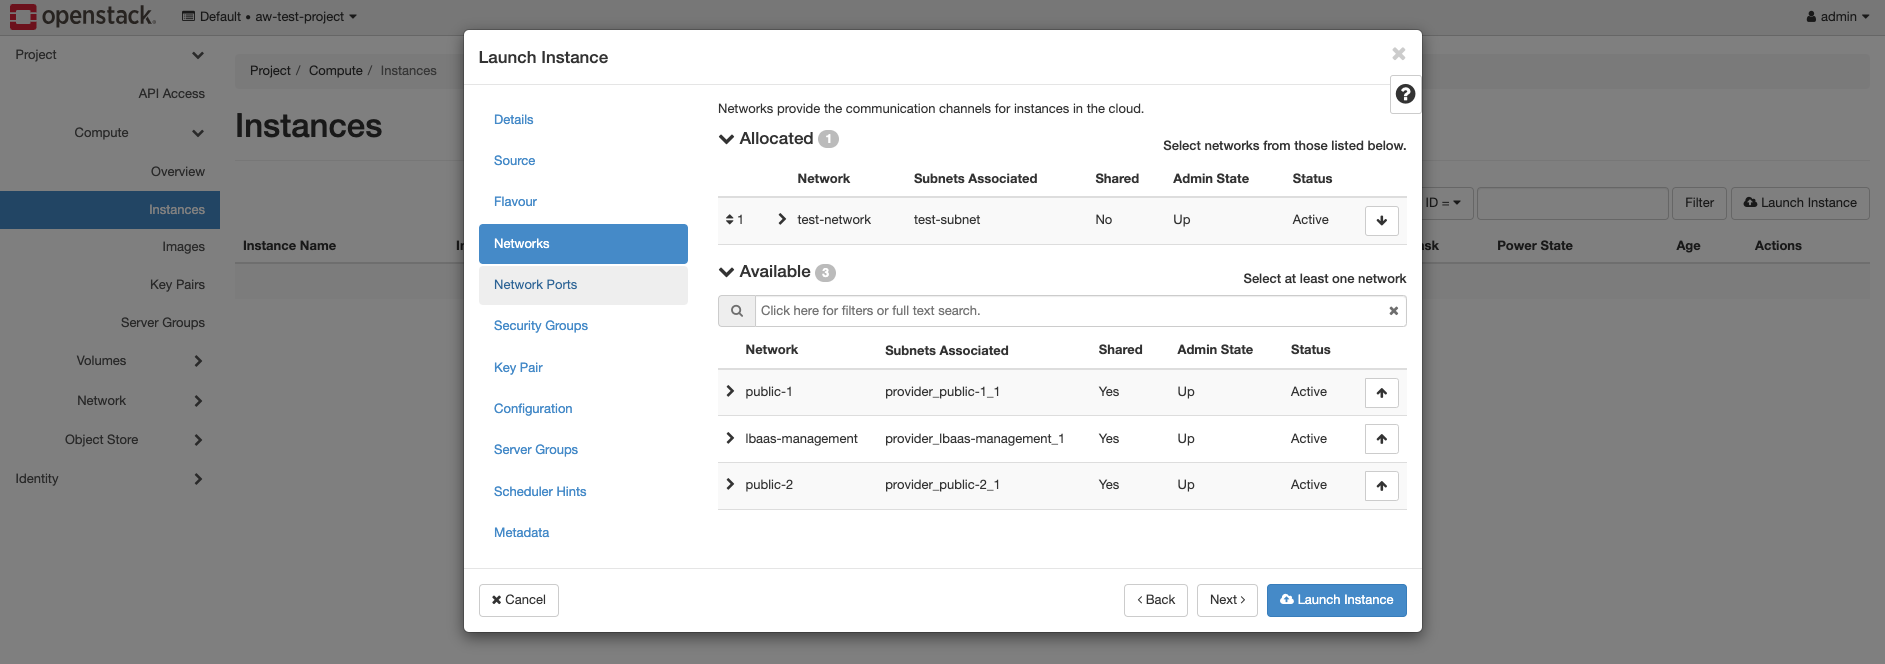 openstack. Default • aw-test-project admin
Launch Instance
Project
Project / Compute / Instances
API Access
Networks provide the communication channels for instances in the cloud.
Compute
Instances
Details
Allocated 1
Select networks from those listed below.
Source
Overview
Network Subnets Associated Shared Admin State Status
Flavour
Instances
1 test-network test-subnet No Up Active
ID = Filter Launch Instance
Networks
Images
Instance Name
Power State Age Actions
Available 3
Select at least one network
Key Pairs
Network Ports
Click here for filters or full text search.
Server Groups
Security Groups
Network Subnets Associated Shared Admin State Status
Volumes
Key Pair
public-1 provider_public-1_1 Yes Up Active
Network
Configuration
lbaas-management provider_lbaas-management_1 Yes Up Active
Object Store
Server Groups
Identity
public-2 provider_public-2_1 Yes Up Active
Scheduler Hints
Metadata
Cancel < Back Next > Launch Instance